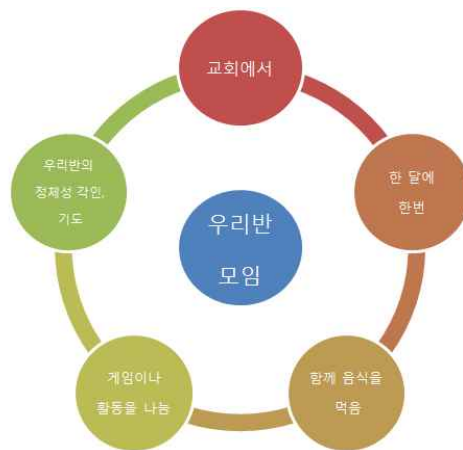 교회에서
한 달에
한번
함께 음식을
먹음
게임이나
활동을 나눔
우리반의
정체성 각인,
기도
우리반
모임